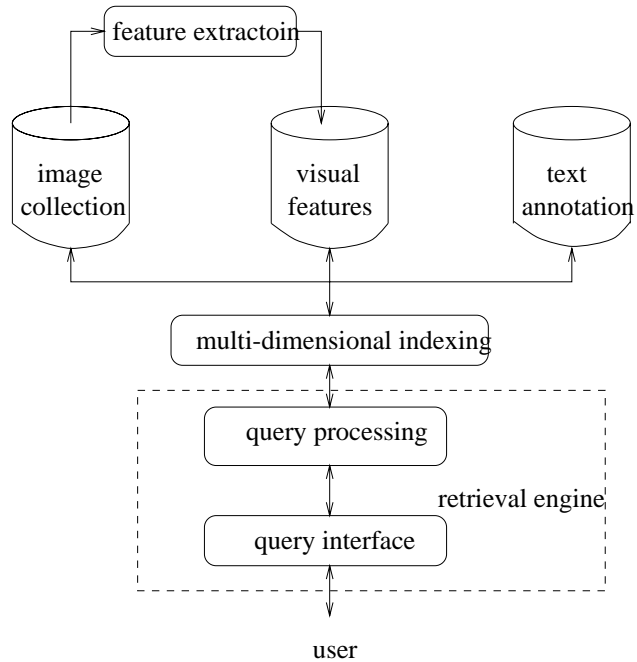 feature extractoin
image
collection
visual
features
text
annotation
multi-dimensional indexing
query processing
retrieval engine
query interface
user